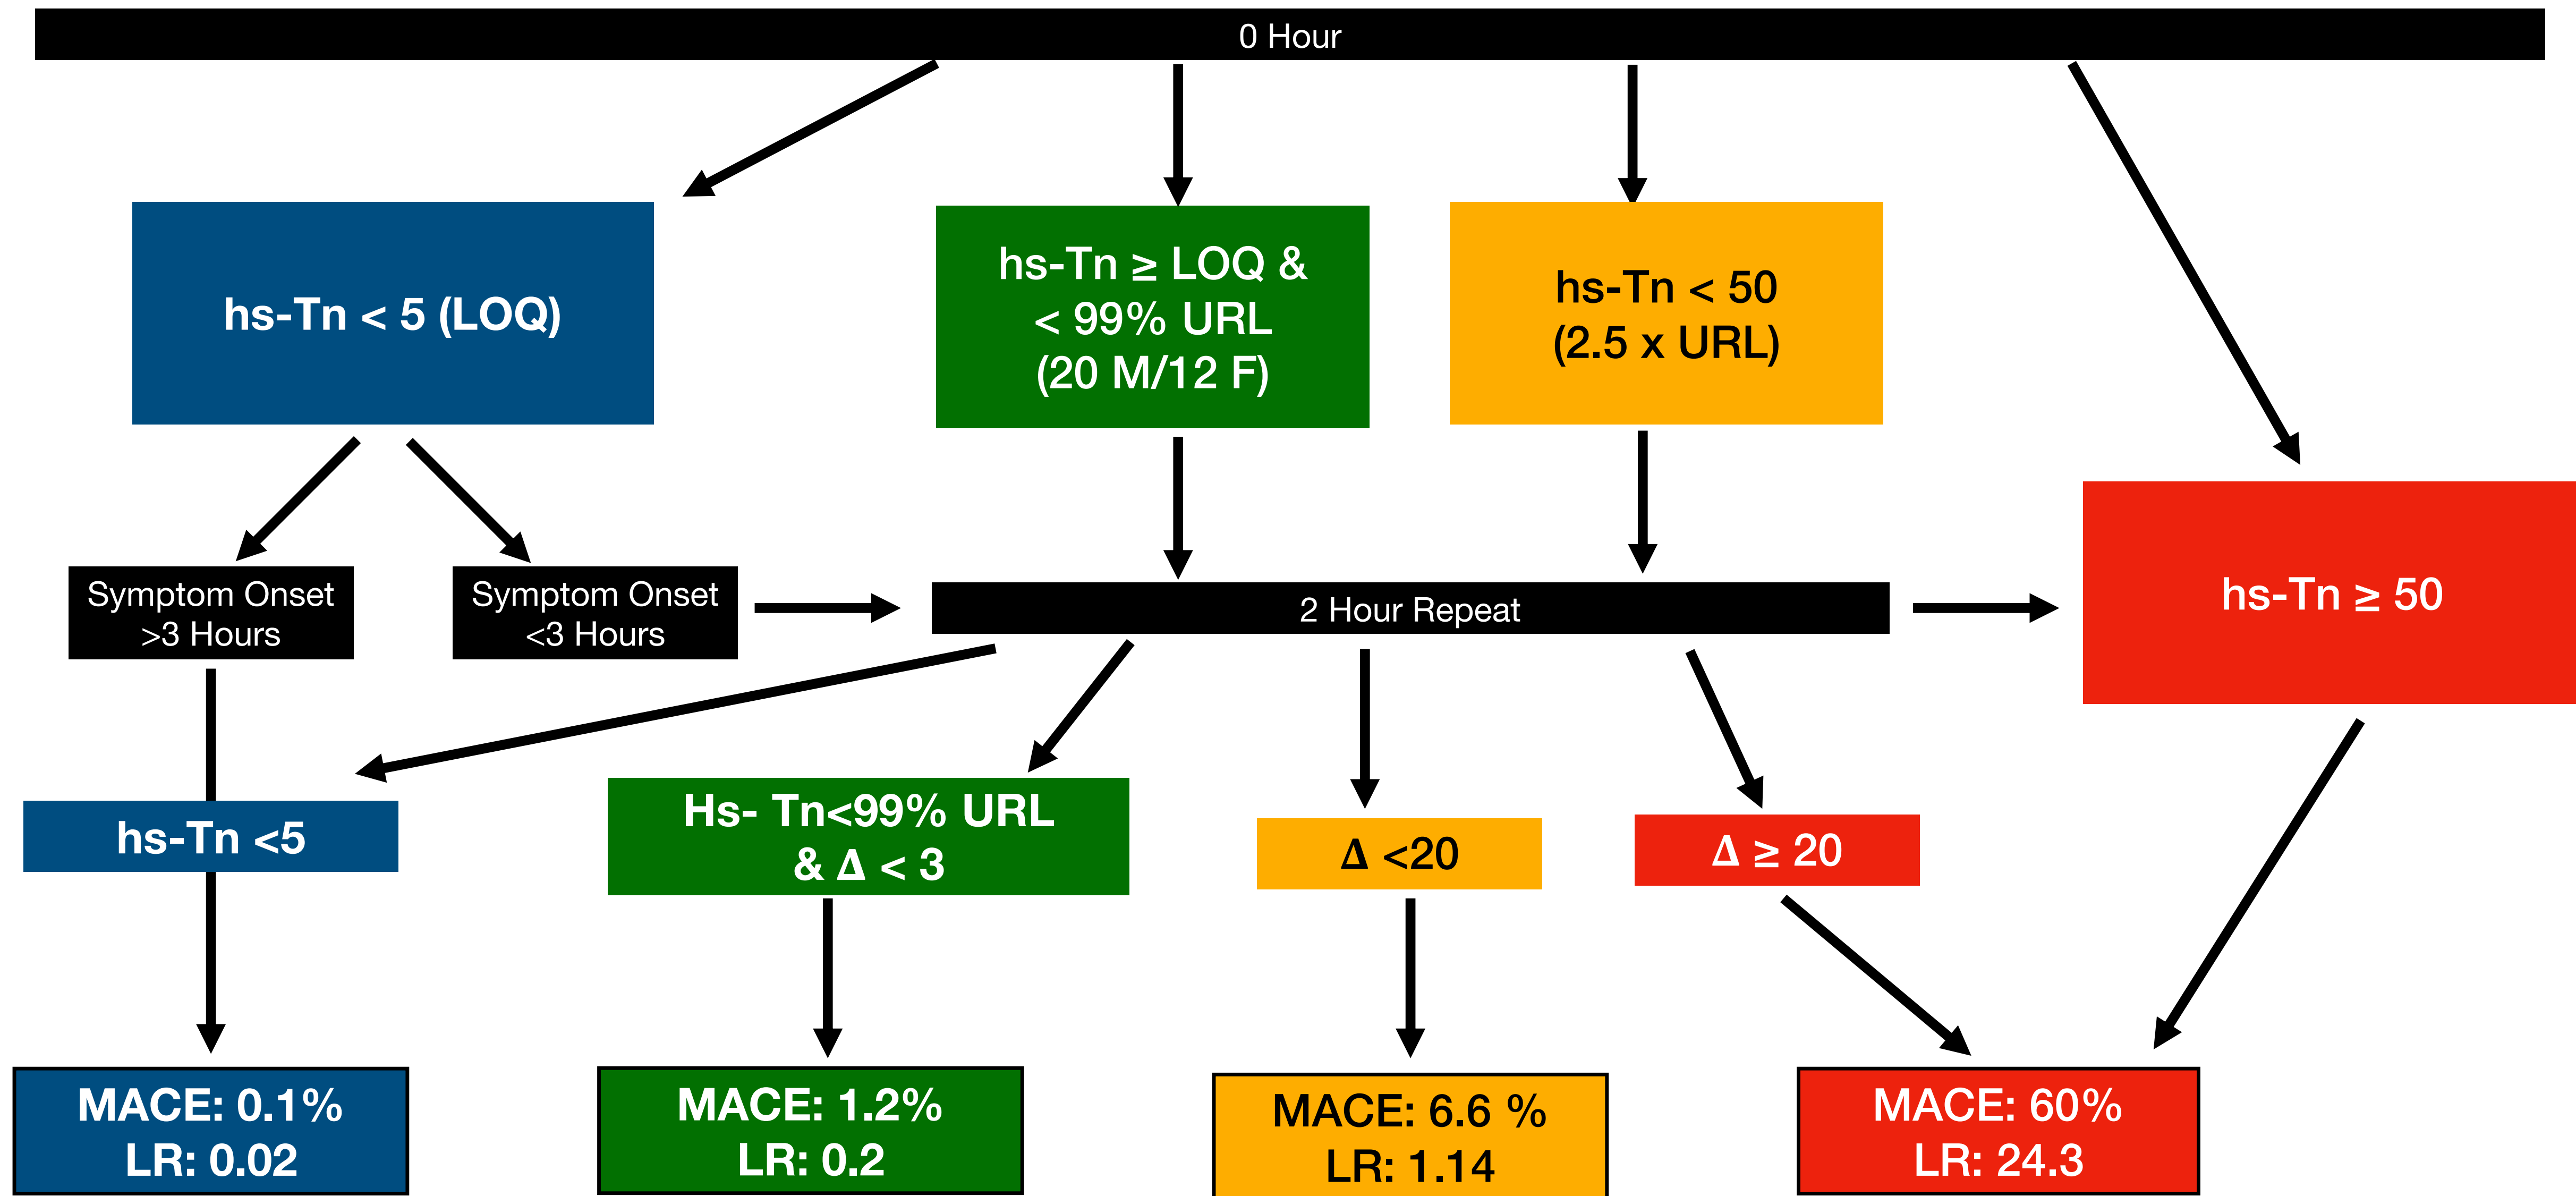 0 Hour
hs-Tn < 5 (LOQ)
hs-Tn ≥ LOQ &
< 99% URL
(20 M/12 F)
hs-Tn < 50
(2.5 x URL)
hs-Tn ≥ 50
Symptom Onset
>3 Hours
Symptom Onset
<3 Hours
2 Hour Repeat
hs-Tn <5
Hs- Tn<99% URL
& Δ < 3
Δ <20
Δ ≥ 20
MACE: 0.1%
LR: 0.02
MACE: 1.2%
LR: 0.2
MACE: 6.6 %
LR: 1.14
MACE: 60%
LR: 24.3